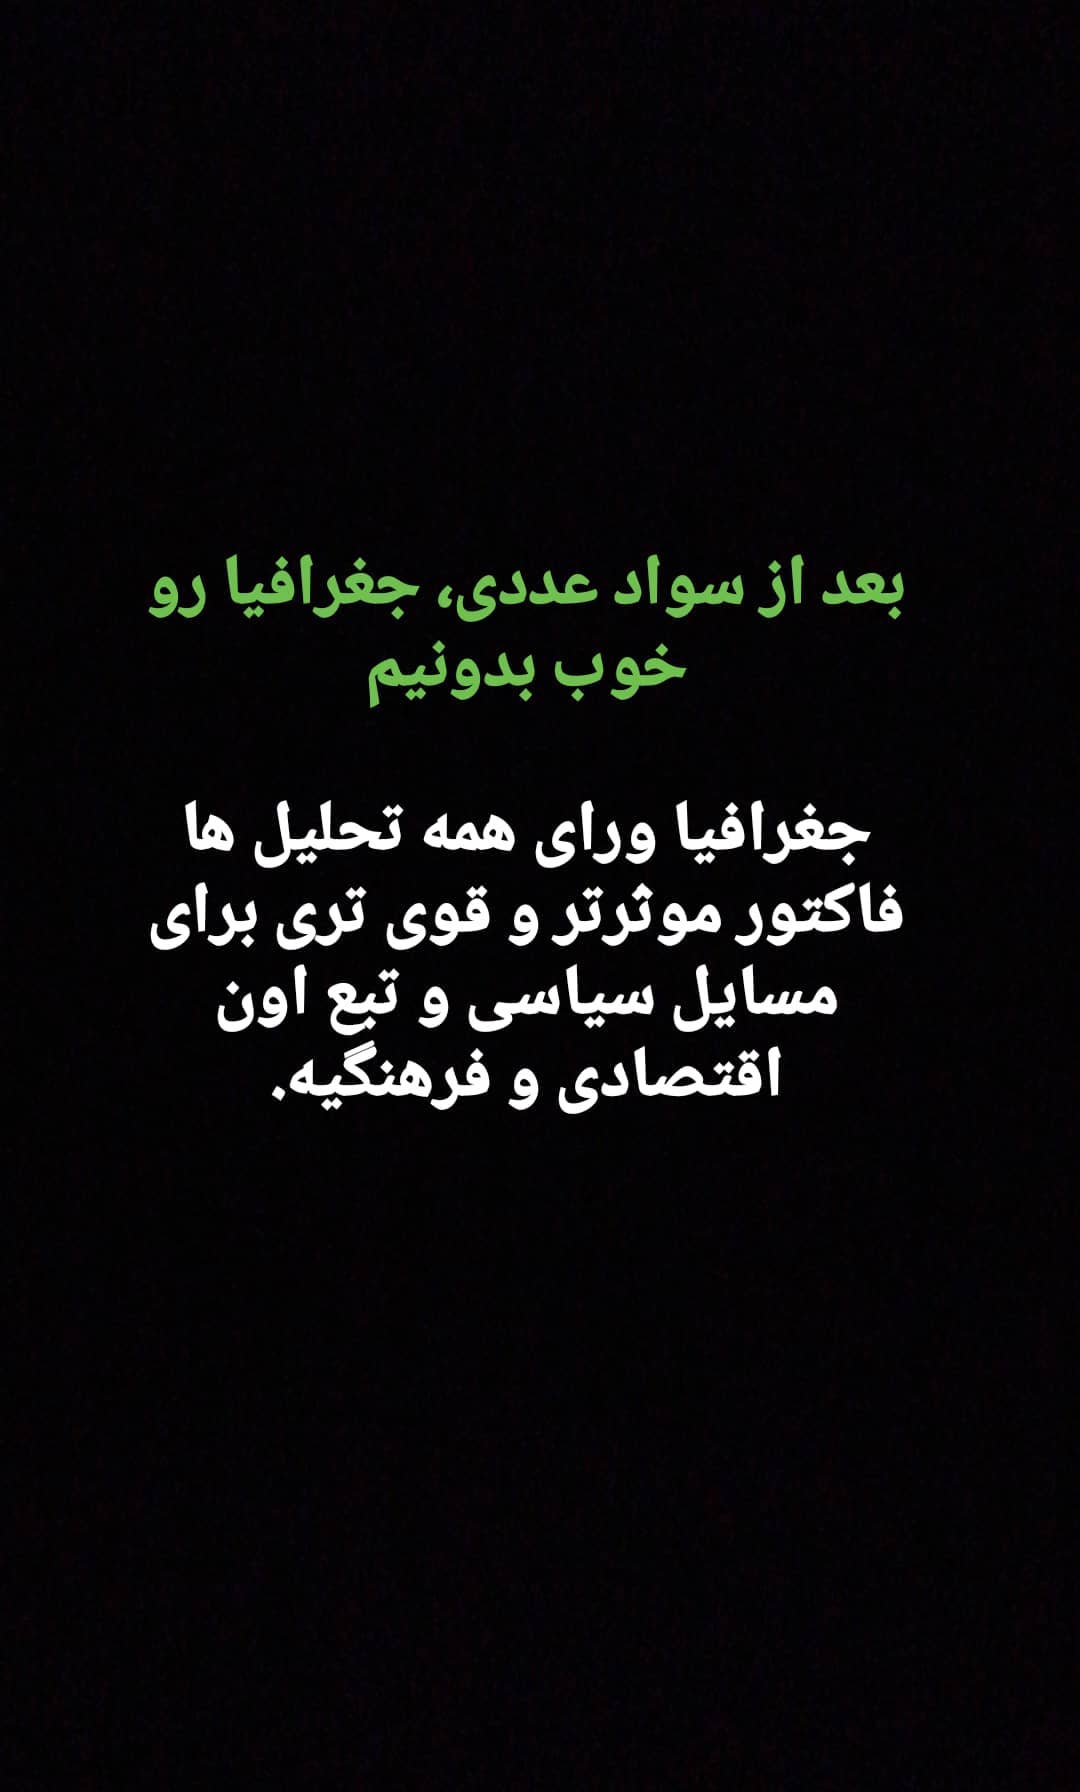 بعد از سواد عددی، جغرافیا رو
خوب بدونیم
جغرافیا ورای همه تحلیل ها
فاکتور موثرتر و قوی تری برای
مسایل سیاسی و تبع اون
اقتصادی و فرهنگیه.